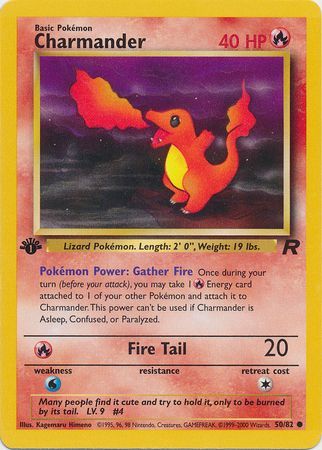 Basic Pokémon
Charmander 40 HP
Lizard Pokémon. Length: 2' 0", Weight: 19 lbs.
EDITION
1
R
Pokémon Power: Gather Fire Once during your
turn (before your attack), you may take 1 Energy card
attached to 1 of your other Pokémon and attach it to
Charmander. This power can't be used if Charmander is
Asleep, Confused, or Paralyzed.
Fire Tail 20
weakness resistance retreat cost
Many people find it cute and try to hold it, only to be burned
by its tail. LV. 9 #4
Illus. Kagemaru Himeno ©1995, 96, 98 Nintendo, Creatures, GAMEFREAK. ©1999-2000 Wizards. 50/82